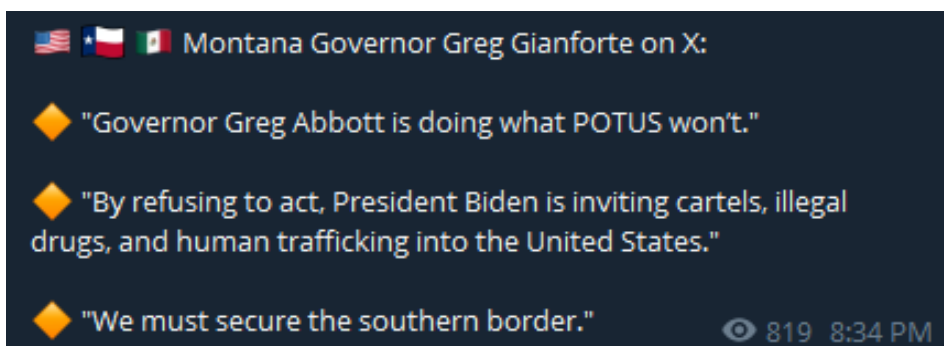 🇺🇸 🇨🇱 🇲🇽 Montana Governor Greg Gianforte on X:
🔶 "Governor Greg Abbott is doing what POTUS won't."
🔶 "By refusing to act, President Biden is inviting cartels, illegal
drugs, and human trafficking into the United States."
🔶 "We must secure the southern border."
819 8:34 PM